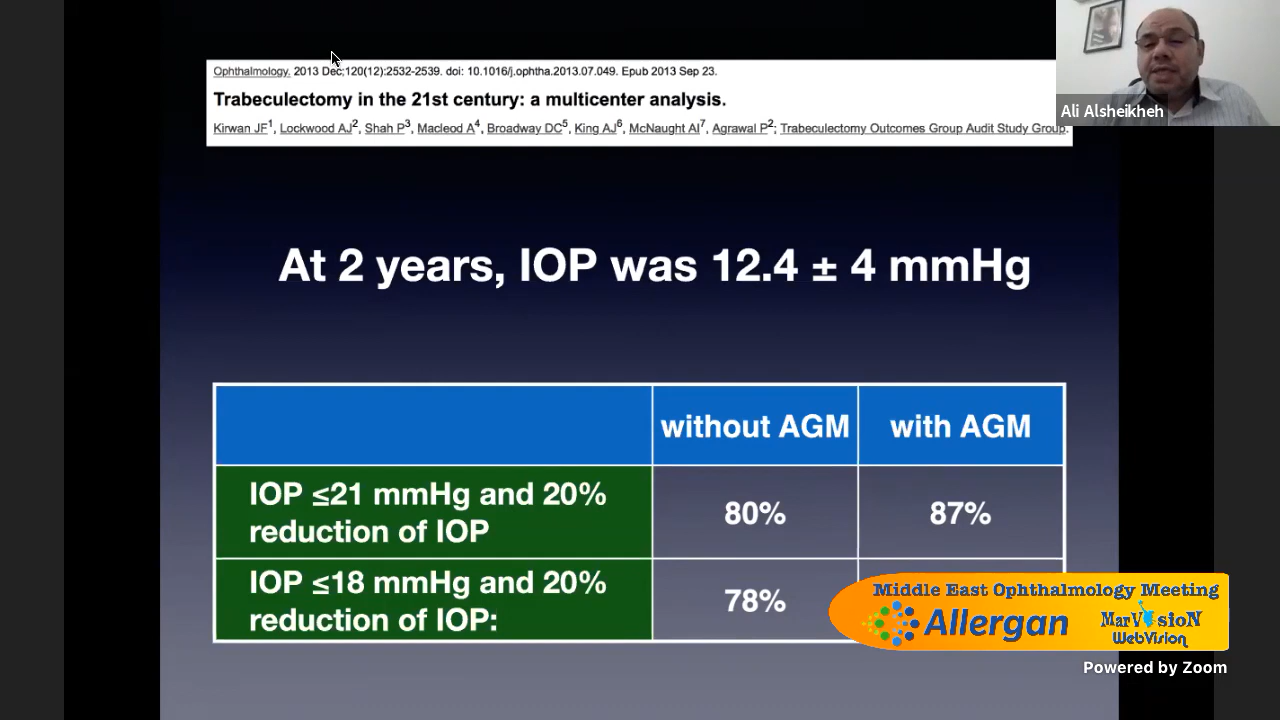 Ophthalmology. 2013 Dec;120(12):2532-2539. doi: 10.1016/j.ophtha.2013.07.049. Epub 2013 Sep 23.
Trabeculectomy in the 21st century: a multicenter analysis.
Kirwan JF1, Lockwood AJ2, Shah P3, Macleod A4, Broadway DC5, King AJ6, McNaught AI7, Agrawal P2; Trabeculectomy Outcomes Group Audit Study Group.
Ali Alsheikheh
At 2 years, IOP was 12.4 ± 4 mmHg
without AGM
with AGM
IOP ≤21 mmHg and 20%
reduction of IOP
80%
87%
IOP ≤18 mmHg and 20%
reduction of IOP:
78%
Middle East Ophthalmology Meeting
Allergan
MarVisioN
WebVision
Powered by Zoom